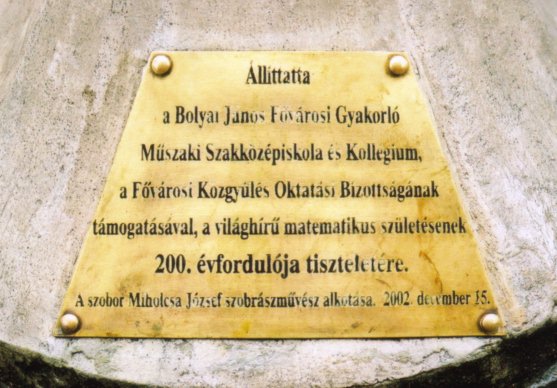 Állíttatta
a Bolyai János Fővárosi Gyakorló
Műszaki Szakközépiskola és Kollegium,
a Fővárosi Közgyűlés Oktatási Bizottságának
támogatásával, a világhírű matematikus születésének
200. évfordulója tiszteletére.
A szobor Miholcsa József szobrászművész alkotása. 2002. december 15.